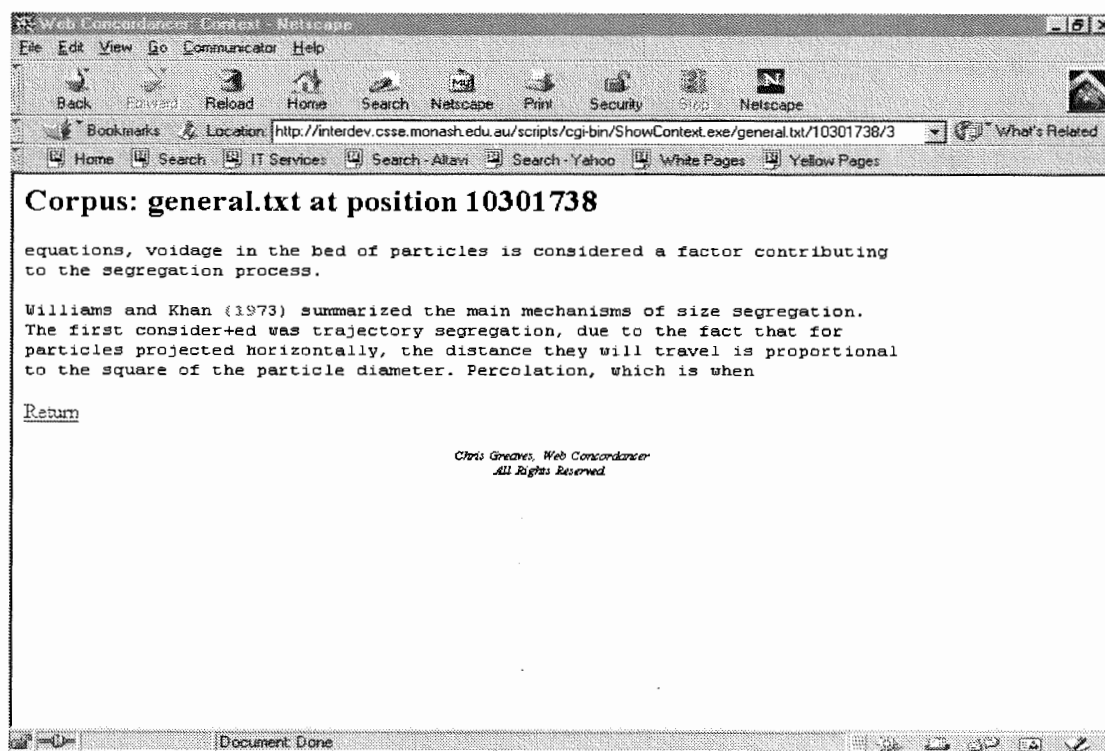 Web Concordancer: Context - Netscape
File Edit View Go Communicator Help
Back Forward Reload Home Search Netscape Print Security Stop Netscape
Bookmarks Location: http://interdev.csse.monash.edu.au/scripts/cgi-bin/ShowContext.exe/general.txt/10301738/3 What's Related
Home Search IT Services Search - Altavi Search - Yahoo White Pages Yellow Pages
Corpus: general.txt at position 10301738
equations, voidage in the bed of particles is considered a factor contributing
to the segregation process.
Williams and Khan (1973) summarized the main mechanisms of size segregation.
The first consider+ed was trajectory segregation, due to the fact that for
particles projected horizontally, the distance they will travel is proportional
to the square of the particle diameter. Percolation, which is when
Return
Chris Greaves, Web Concordancer
All Rights Reserved
Document: Done